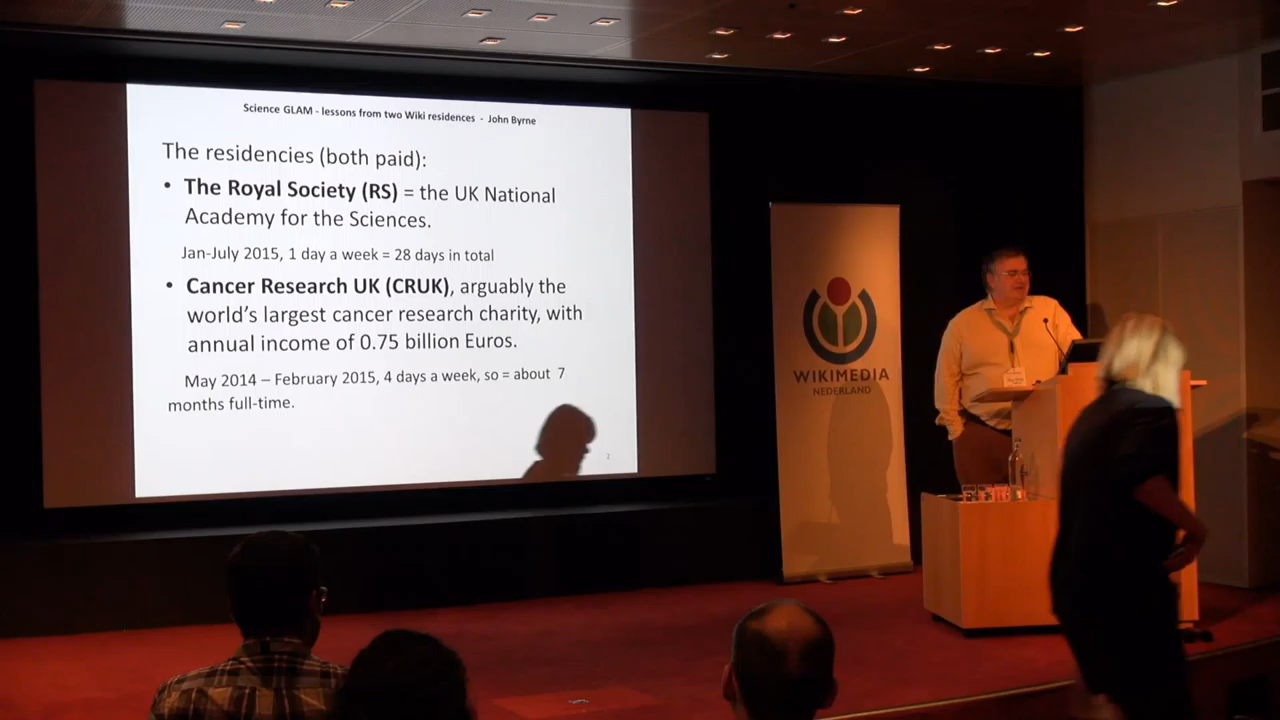 Science GLAM - lessons from two Wiki residences - John Byrne
The residencies (both paid):
• The Royal Society (RS) = the UK National
Academy for the Sciences.
Jan-July 2015, 1 day a week = 28 days in total
• Cancer Research UK (CRUK), arguably the
world's largest cancer research charity, with
annual income of 0.75 billion Euros.
May 2014 – February 2015, 4 days a week, so = about 7
months full-time.
2
WIKIMEDIA
NEDERLAND